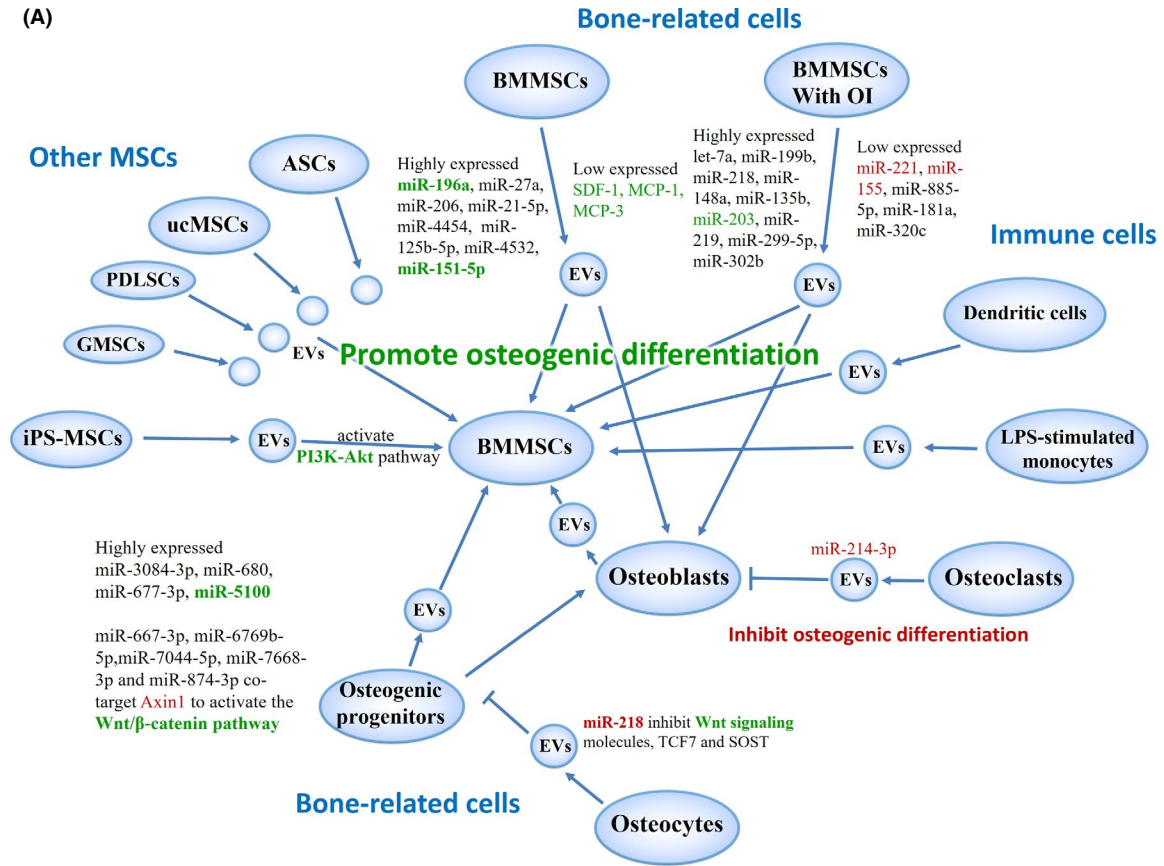 (A)
Bone-related cells
BMMSCs
BMMSCs
With OI
Other MSCs
ASCs
ucMSCs
PDLSCs
GMSCs
EVs
Highly expressed
miR-196a, miR-27a,
miR-206, miR-21-5p,
miR-4454, miR-
125b-5p, miR-4532,
miR-151-5p
Low expressed
SDF-1, MCP-1,
MCP-3
EVs
Highly expressed
let-7a, miR-199b,
miR-218, miR-
148a, miR-135b,
miR-203, miR-
219, miR-299-5p,
miR-302b
Low expressed
miR-221, miR-
155, miR-885-
5p, miR-181a,
miR-320c
EVs
Immune cells
Dendritic cells
EVs
Promote osteogenic differentiation
iPS-MSCs
EVs
activate
PI3K-Akt pathway
BMMSCs
EVs
LPS-stimulated
monocytes
EVs
Osteoblasts
miR-214-3p
EVs
Osteoclasts
Inhibit osteogenic differentiation
Highly expressed
miR-3084-3p, miR-680,
miR-677-3p, miR-5100
miR-667-3p, miR-6769b-
5p,miR-7044-5p, miR-7668-
3p and miR-874-3p co-
target Axin1 to activate the
Wnt/β-catenin pathway
EVs
Osteogenic
progenitors
EVs
miR-218 inhibit Wnt signaling
molecules, TCF7 and SOST
Bone-related cells
Osteocytes